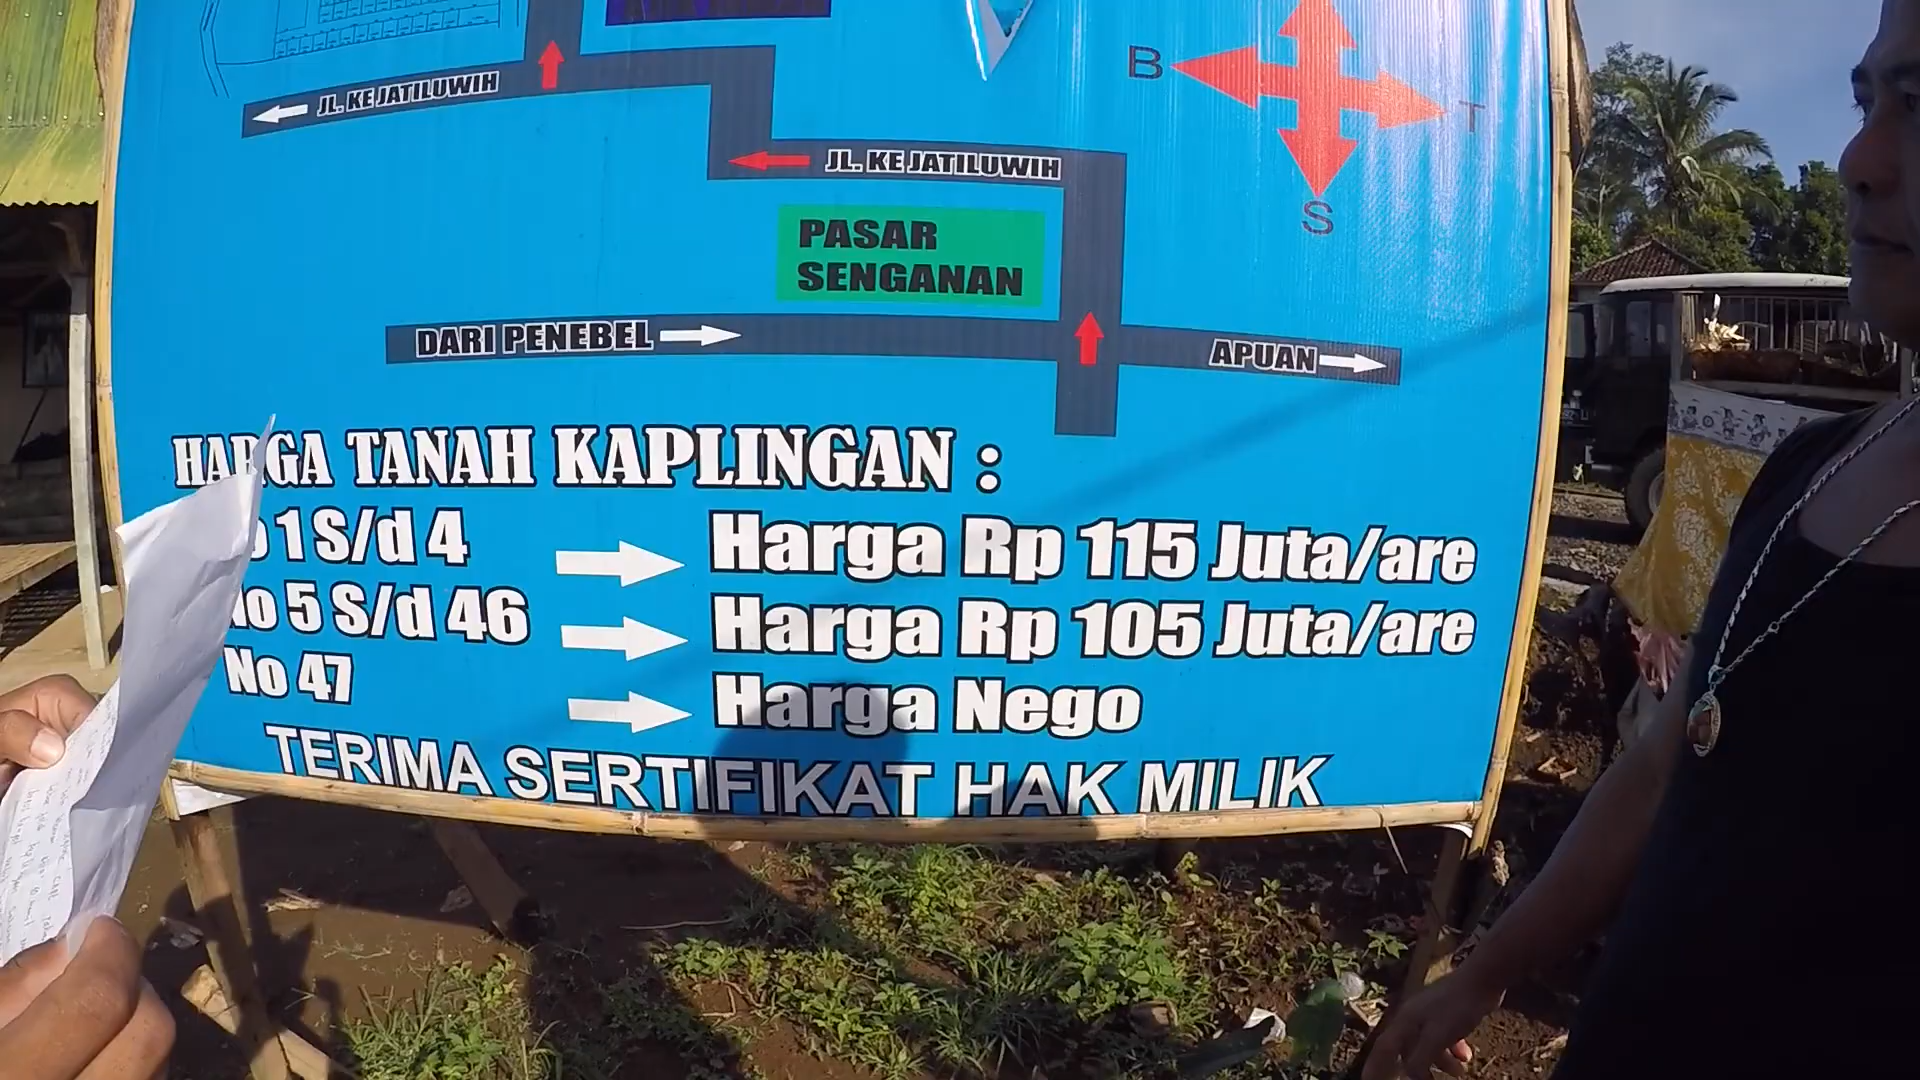 JL. KE JATILUWIH
B
T
JL. KE JATILUWIH
S
PASAR
SENGANAN
DARI PENEBEL
APUAN
HARGA TANAH KAPLINGAN :
1 S/d 4 Harga Rp 115 Juta/are
No 5 S/d 46 Harga Rp 105 Juta/are
No 47 Harga Nego
TERIMA SERTIFIKAT HAK MILIK